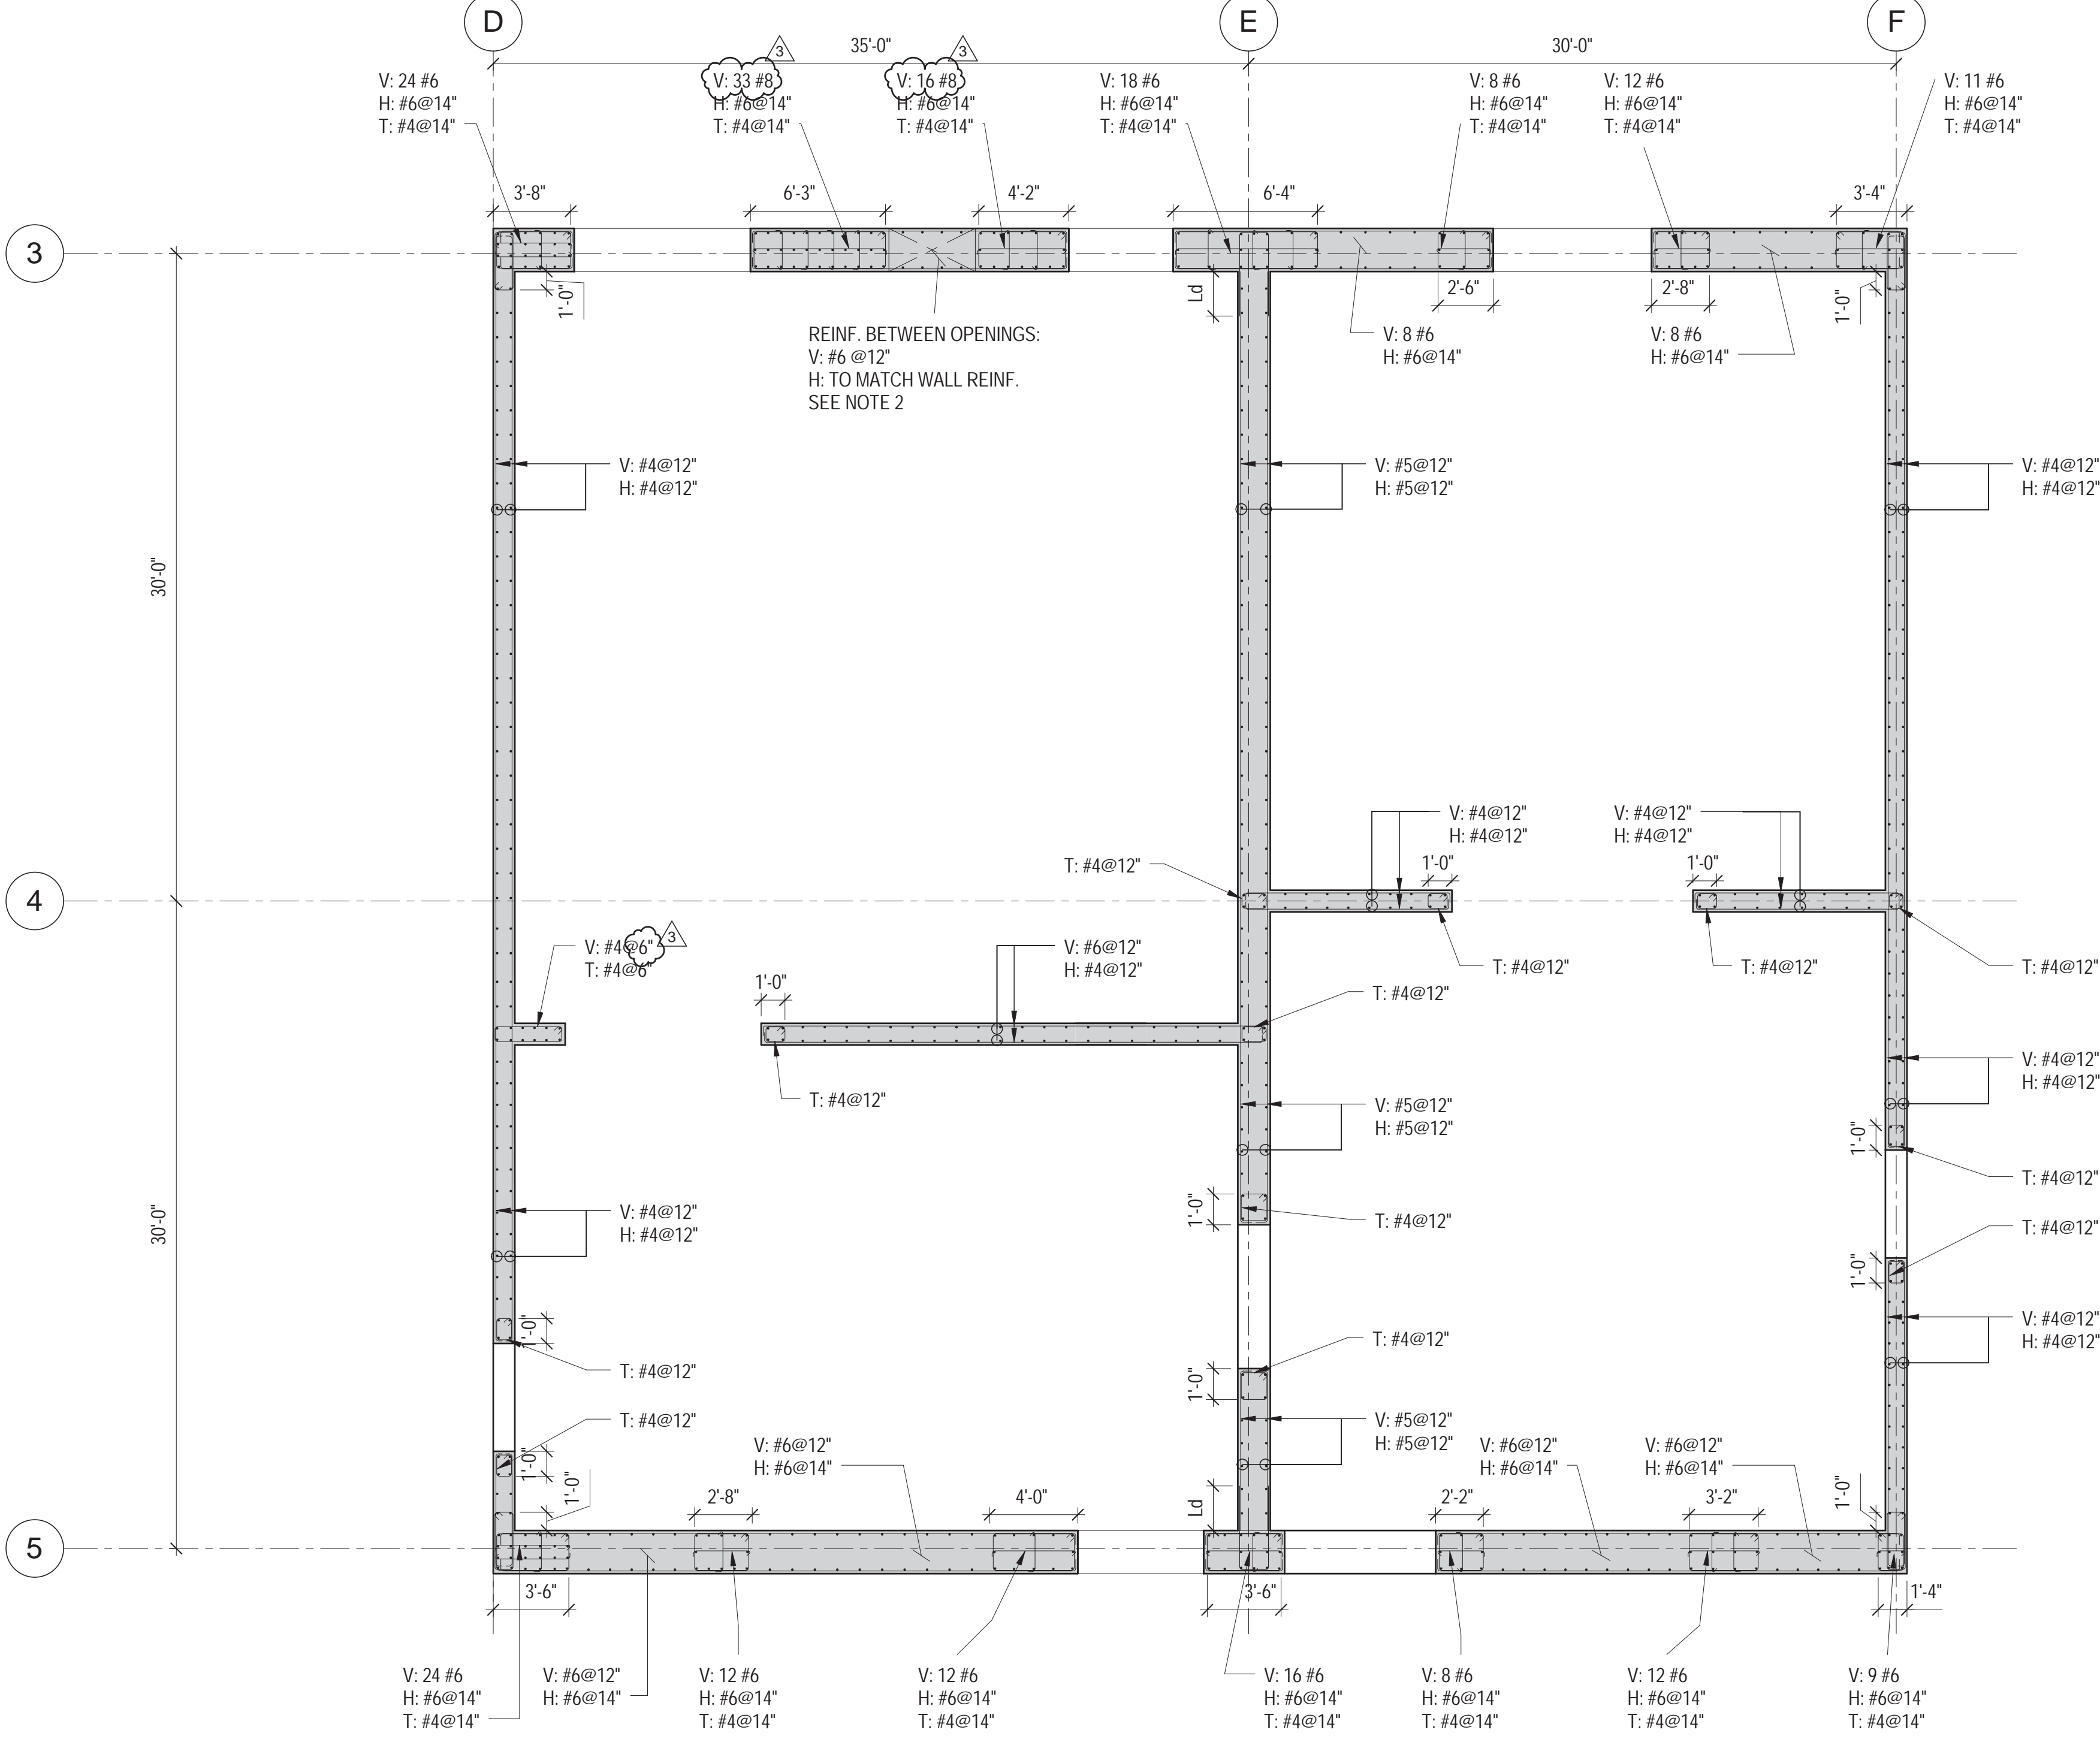 D
E
F
35'-0"
30'-0"
3
3
V: 24 #6
H: #6@14"
T: #4@14"
V: 33 #8
H: #6@14"
T: #4@14"
V: 16 #8
H: #6@14"
T: #4@14"
V: 18 #6
H: #6@14"
T: #4@14"
V: 8 #6
H: #6@14"
T: #4@14"
V: 12 #6
H: #6@14"
T: #4@14"
V: 11 #6
H: #6@14"
T: #4@14"
3'-8"
6'-3"
4'-2"
6'-4"
3'-4"
3
1'-0"
Ld
2'-6"
2'-8"
1'-0"
REINF. BETWEEN OPENINGS:
V: #6 @12"
H: TO MATCH WALL REINF.
SEE NOTE 2
V: 8 #6
H: #6@14"
V: 8 #6
H: #6@14"
V: #4@12"
H: #4@12"
V: #5@12"
H: #5@12"
V: #4@12"
H: #4@12"
30'-0"
V: #4@12"
H: #4@12"
V: #4@12"
H: #4@12"
T: #4@12"
1'-0"
1'-0"
4
3
V: #4@6"
T: #4@6"
V: #6@12"
H: #4@12"
T: #4@12"
T: #4@12"
T: #4@12"
1'-0"
T: #4@12"
T: #4@12"
V: #5@12"
H: #5@12"
V: #4@12"
H: #4@12"
1'-0"
T: #4@12"
30'-0"
V: #4@12"
H: #4@12"
1'-0"
T: #4@12"
T: #4@12"
1'-0"
1'-0"
T: #4@12"
T: #4@12"
1'-0"
V: #4@12"
H: #4@12"
T: #4@12"
1'-0"
V: #5@12"
H: #5@12"
V: #6@12"
H: #6@14"
V: #6@12"
H: #6@14"
V: #6@12"
H: #6@14"
1'-0"
2'-8"
4'-0"
Ld
2'-2"
3'-2"
1'-0"
5
3'-6"
3'-6"
1'-4"
V: 24 #6
H: #6@14"
T: #4@14"
V: #6@12"
H: #6@14"
V: 12 #6
H: #6@14"
T: #4@14"
V: 12 #6
H: #6@14"
T: #4@14"
V: 16 #6
H: #6@14"
T: #4@14"
V: 8 #6
H: #6@14"
T: #4@14"
V: 12 #6
H: #6@14"
T: #4@14"
V: 9 #6
H: #6@14"
T: #4@14"